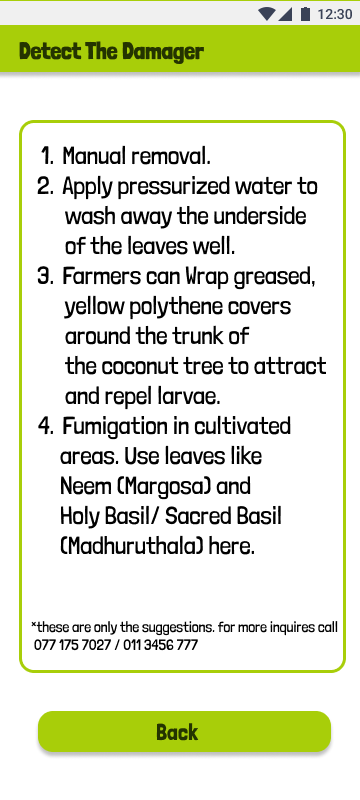 12:30
Detect The Damager
1. Manual removal.
2. Apply pressurized water to
wash away the underside
of the leaves well.
3. Farmers can Wrap greased,
yellow polythene covers
around the trunk of
the coconut tree to attract
and repel larvae.
4. Fumigation in cultivated
areas. Use leaves like
Neem (Margosa) and
Holy Basil/ Sacred Basil
(Madhuruthala) here.
*these are only the suggestions. for more inquires call
077 175 7027 / 011 3456 777
Back